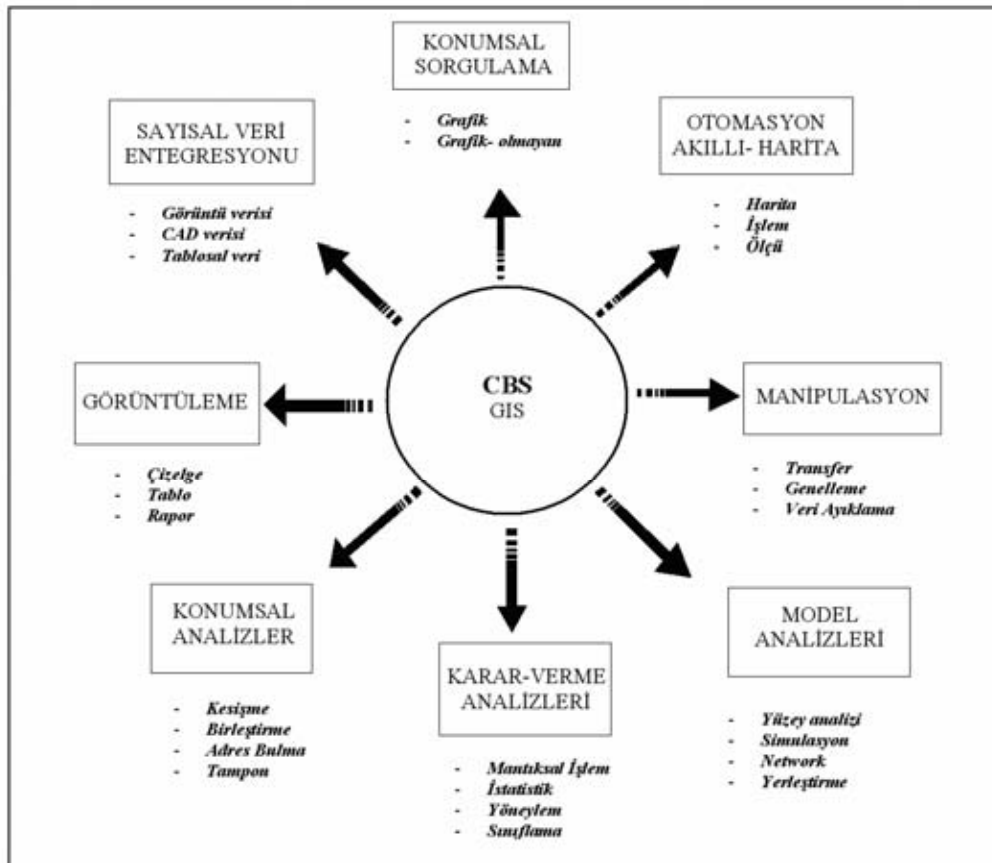 KONUMSAL
SORGULAMA
- Grafik
- Grafik- olmayan
OTOMASYON
AKILLI- HARİTA
- Harita
- İşlem
- Ölçü
SAYISAL VERİ
ENTEGRESYONU
- Görüntü verisi
- CAD verisi
- Tablosal veri
CBS
GIS
GÖRÜNTÜLEME
- Çizelge
- Tablo
- Rapor
MANİPULASYON
- Transfer
- Genelleme
- Veri Ayıklama
KONUMSAL
ANALİZLER
- Kesişme
- Birleştirme
- Adres Bulma
- Tampon
KARAR-VERME
ANALİZLERİ
- Mantıksal İşlem
- İstatistik
- Yöneylem
- Sınıflama
MODEL
ANALİZLERİ
- Yüzey analizi
- Simulasyon
- Network
- Yerleştirme